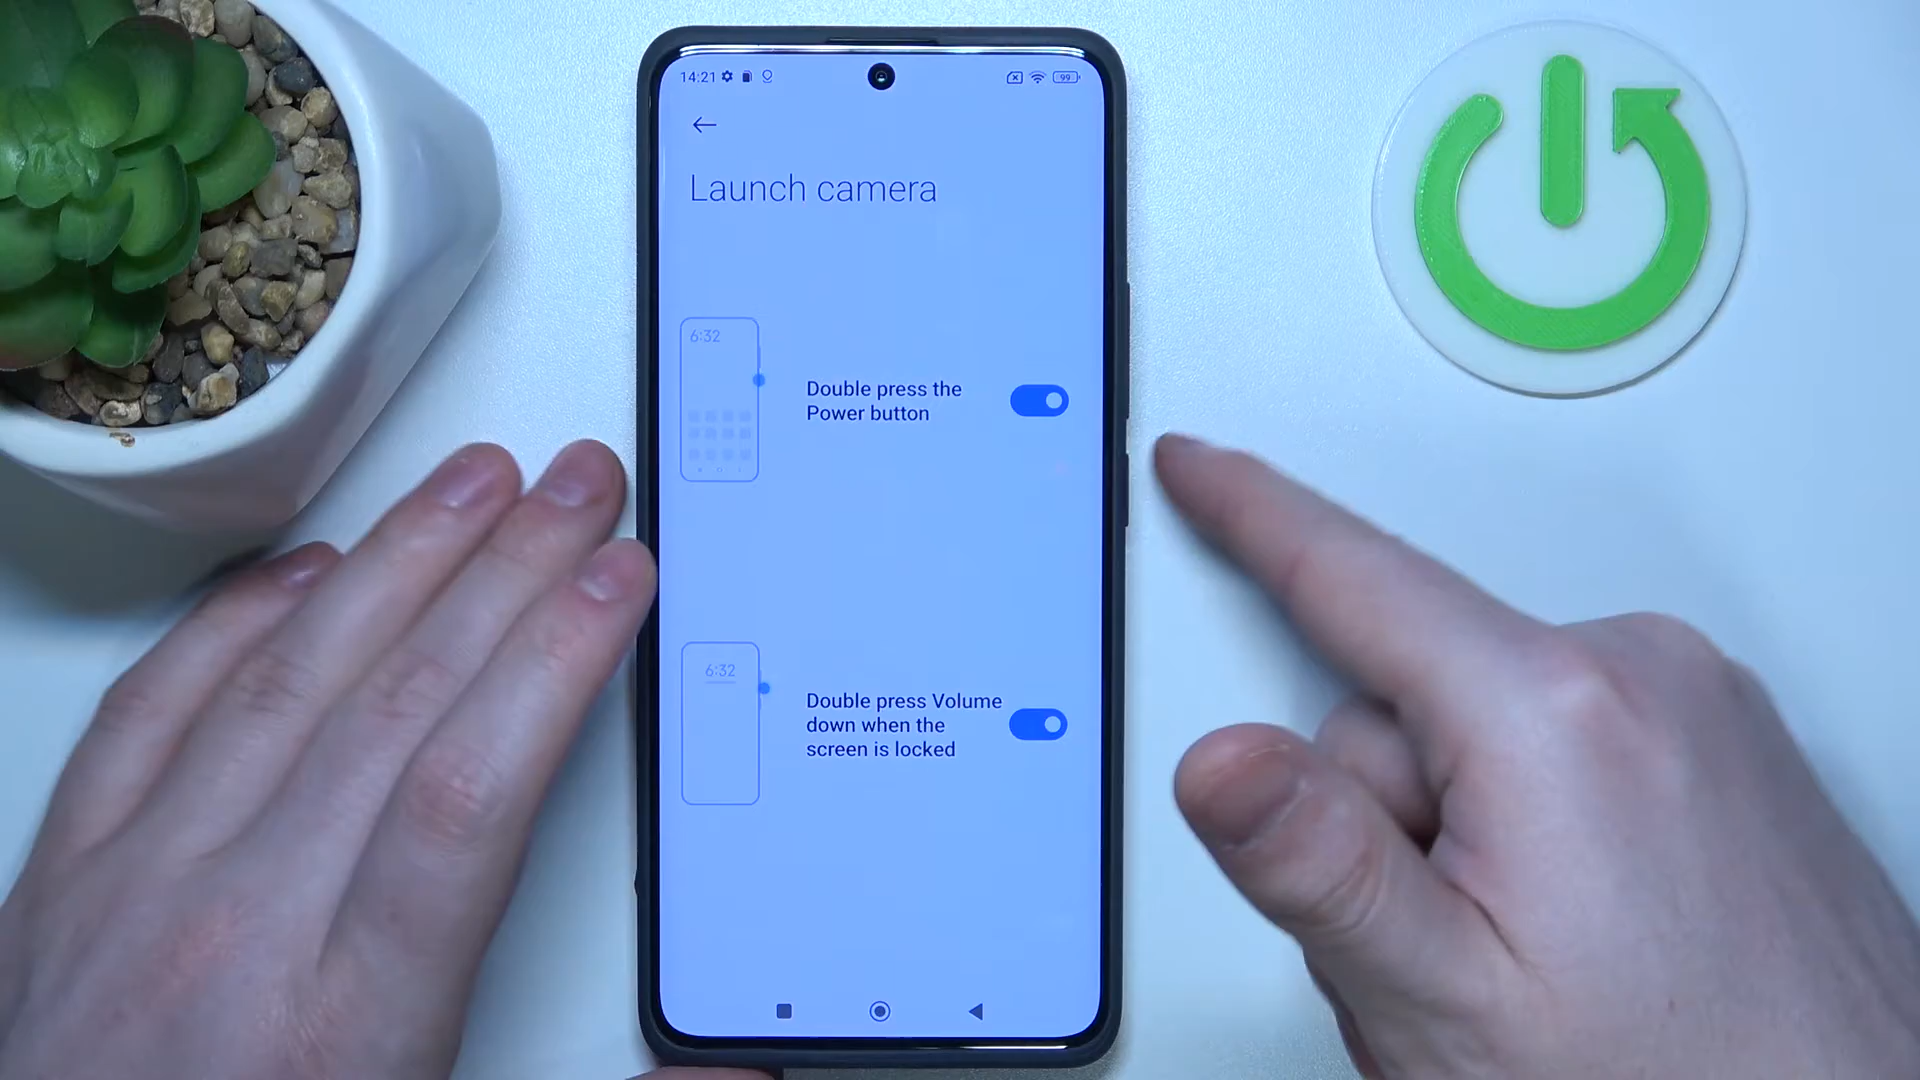 14:21
99
Launch camera
6:32
Double press the
Power button
6:32
Double press Volume
down when the
screen is locked